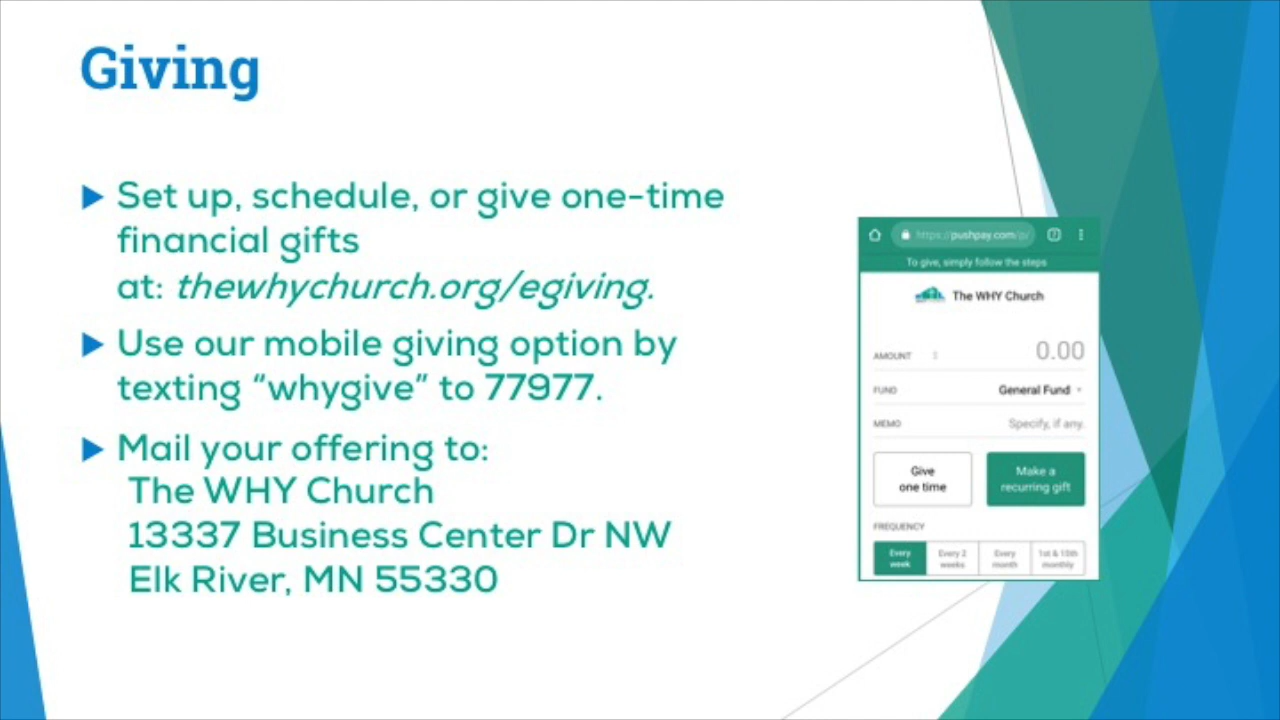 Giving
Set up, schedule, or give one-time
financial gifts
at: thewhychurch.org/egiving.
Use our mobile giving option by
texting “whygive” to 77977.
Mail your offering to:
The WHY Church
13337 Business Center Dr NW
Elk River, MN 55330
https://pushpay.com/p/
To give, simply follow the steps
The WHY Church
AMOUNT 0.00
FUND General Fund
MEMO Specify, if any.
Give
one time
Make a
recurring gift
FREQUENCY
Every
week
Every 2
weeks
Every
month
1st & 15th
monthly